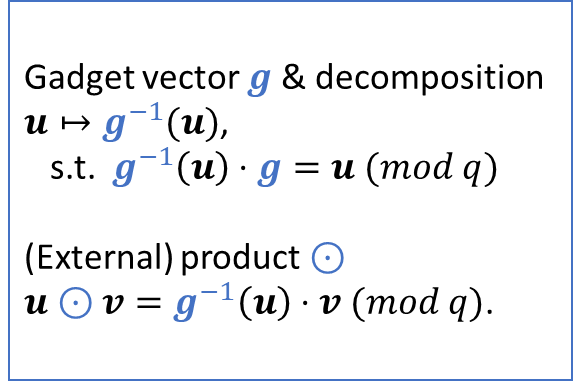 Gadget vector g & decomposition
u ↦ g⁻¹(u),
s.t. g⁻¹(u) · g = u (mod q)
(External) product ⊙
u ⊙ v = g⁻¹(u) · v (mod q).